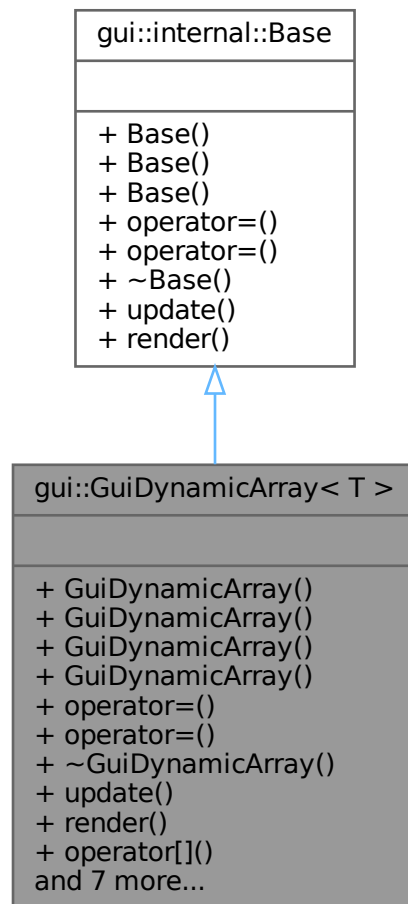 gui::internal::Base
+ Base()
+ Base()
+ Base()
+ operator=()
+ operator=()
+ ~Base()
+ update()
+ render()
gui::GuiDynamicArray< T >
+ GuiDynamicArray()
+ GuiDynamicArray()
+ GuiDynamicArray()
+ GuiDynamicArray()
+ operator=()
+ operator=()
+ ~GuiDynamicArray()
+ update()
+ render()
+ operator[]()
and 7 more...